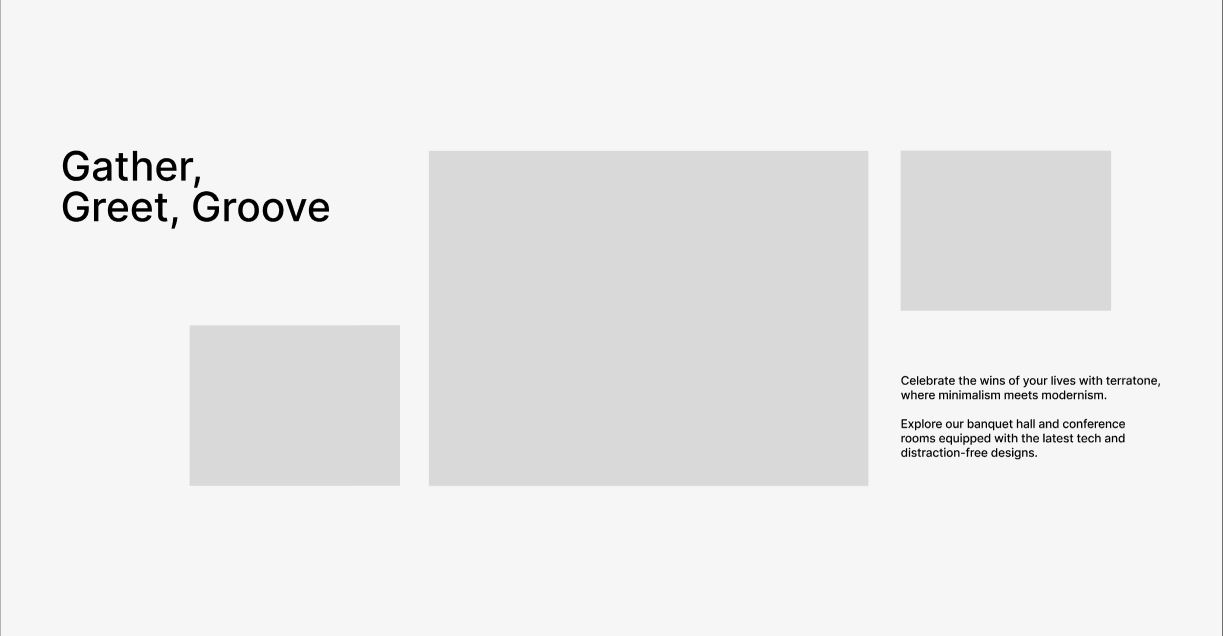 Gather,
Greet, Groove
Celebrate the wins of your lives with terratone,
where minimalism meets modernism.
Explore our banquet hall and conference
rooms equipped with the latest tech and
distraction-free designs.